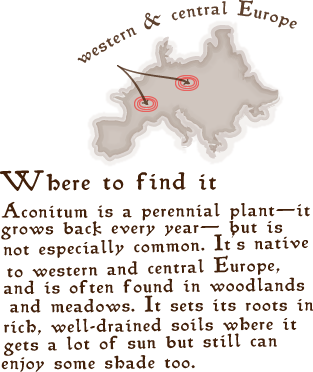 western & central Europe
Where to find it
Aconitum is a perennial plant—it
grows back every year— but is
not especially common. It's native
to western and central Europe,
and is often found in woodlands
and meadows. It sets its roots in
rich, well-drained soils where it
gets a lot of sun but still can
enjoy some shade too.